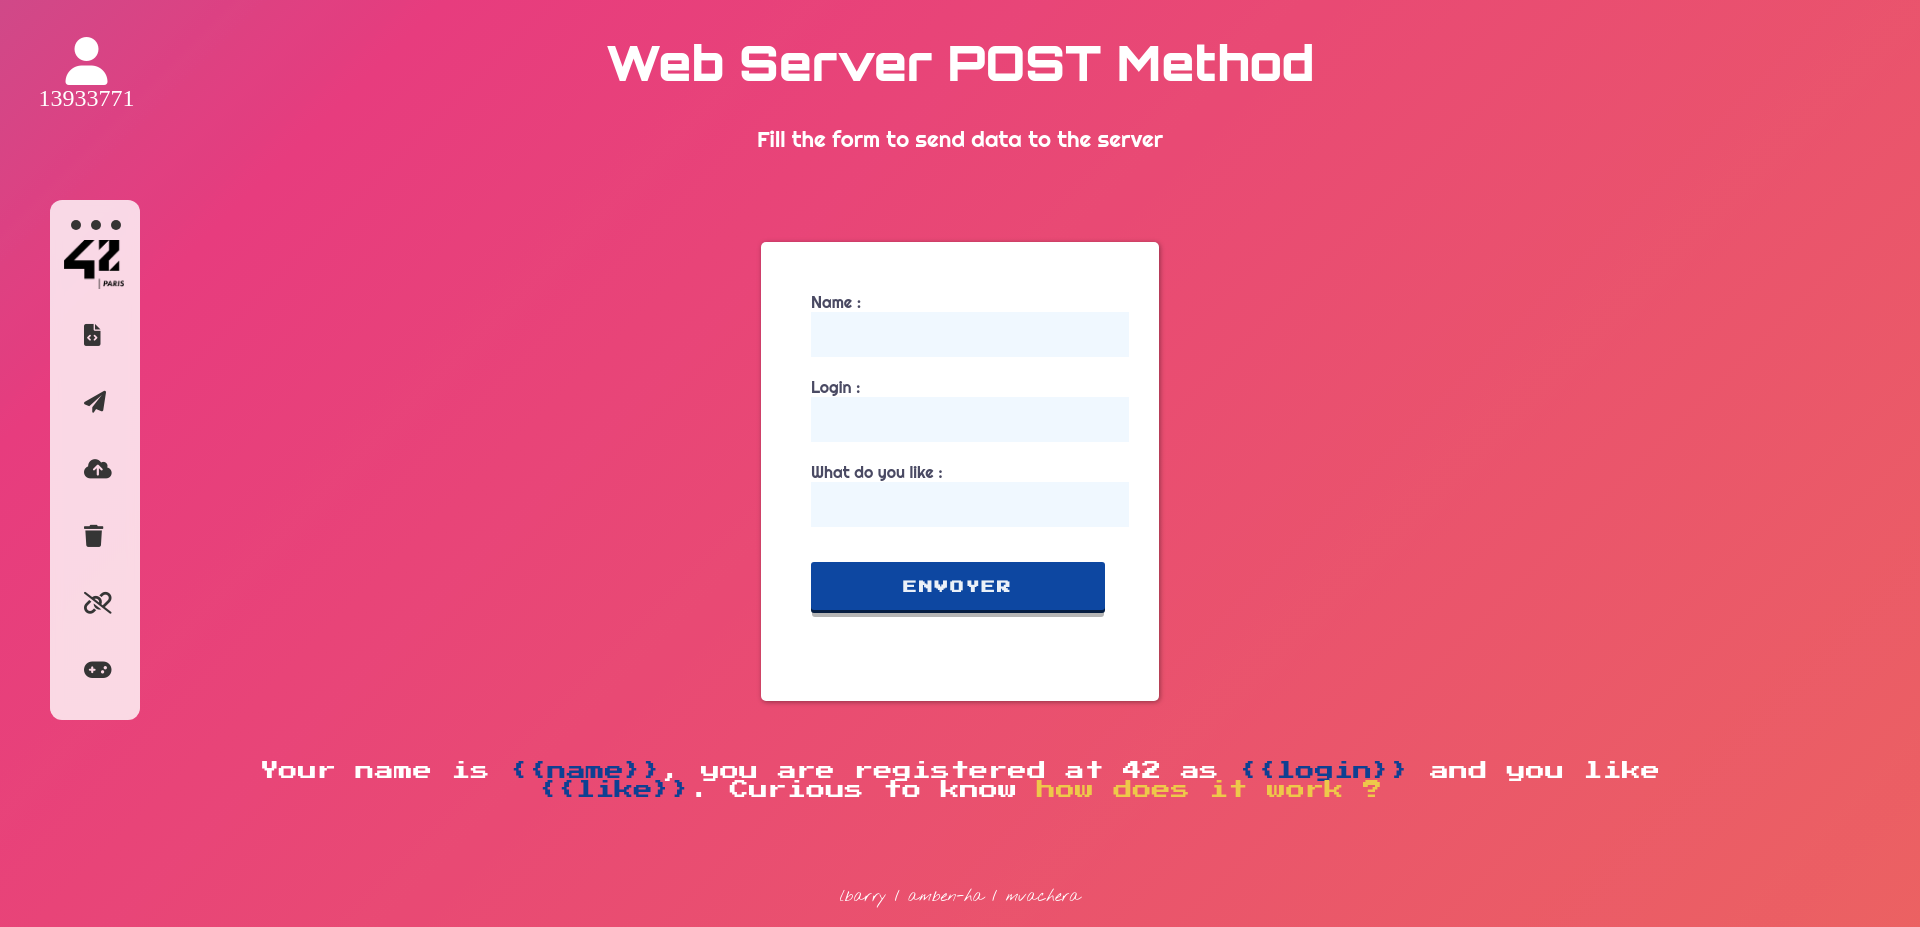 Web Server POST Method
13933771
Fill the form to send data to the server
42
| PARIS
Name :
Login :
What do you like :
ENVOYER
Your name is {{name}}, you are registered at 42 as {{login}} and you like
{{like}}. Curious to know how does it work ?
lbarry | amben-ha | mvachera